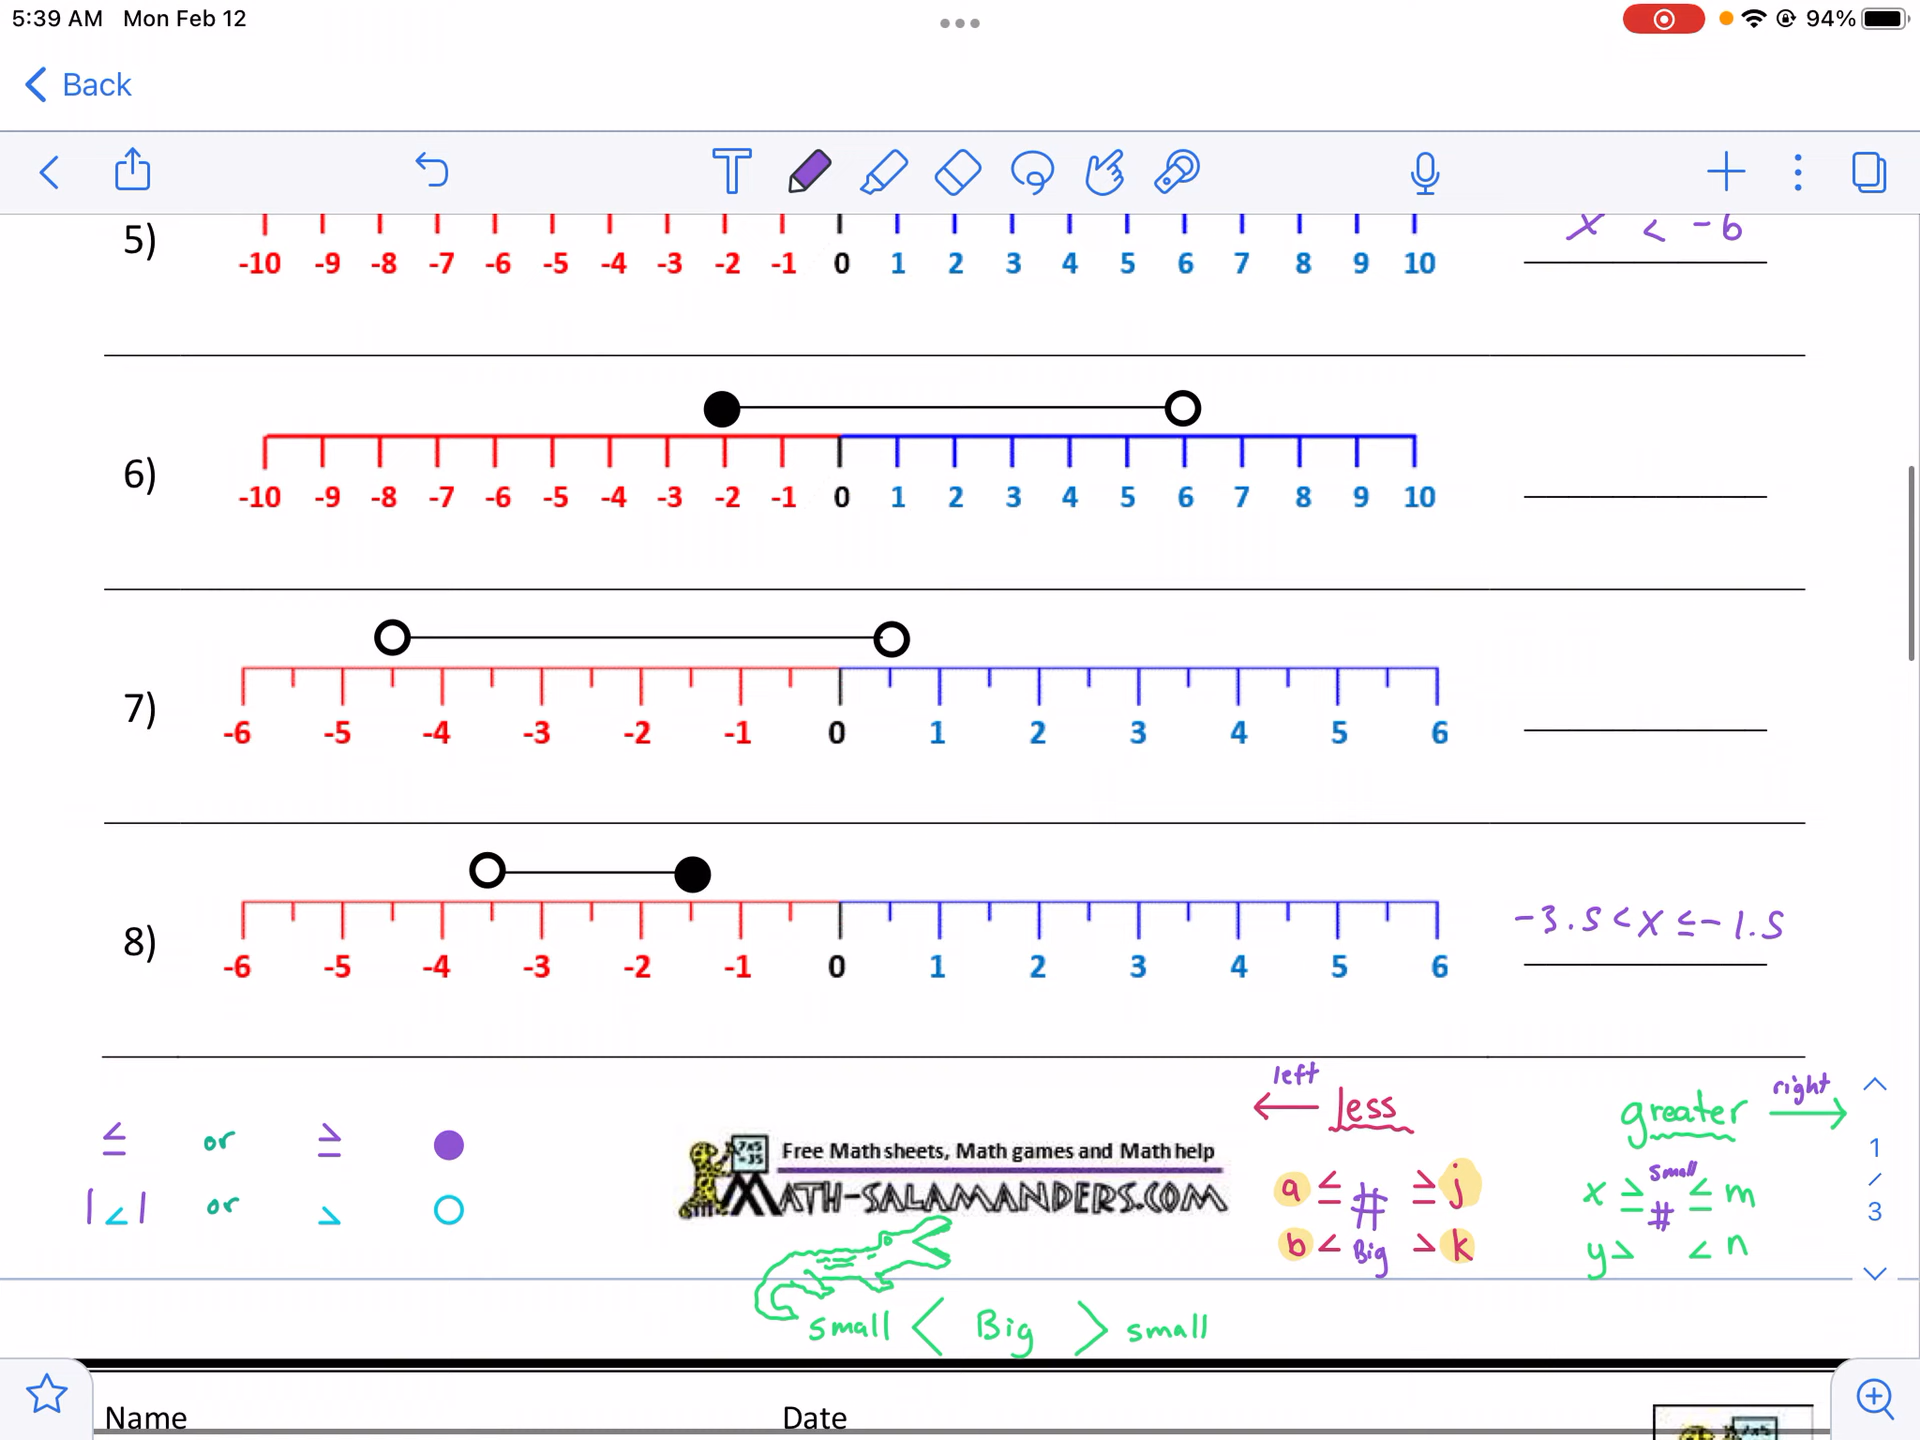 5:39 AM Mon Feb 12 94%
Back
5) x < -6
-10 -9 -8 -7 -6 -5 -4 -3 -2 -1 0 1 2 3 4 5 6 7 8 9 10
6)
-10 -9 -8 -7 -6 -5 -4 -3 -2 -1 0 1 2 3 4 5 6 7 8 9 10
7)
-6 -5 -4 -3 -2 -1 0 1 2 3 4 5 6
8) -3.5 < x ≤ -1.5
-6 -5 -4 -3 -2 -1 0 1 2 3 4 5 6
left
← less
greater
right →
≤ or ≥
|<| or >
7x5
=35
Free Math sheets, Math games and Math help
MATH-SALAMANDERS.COM
a ≤ # ≥ j
b < Big > k
x ≥ small ≤ m
#
y > < n
1
/
3
small < Big > small
Name Date